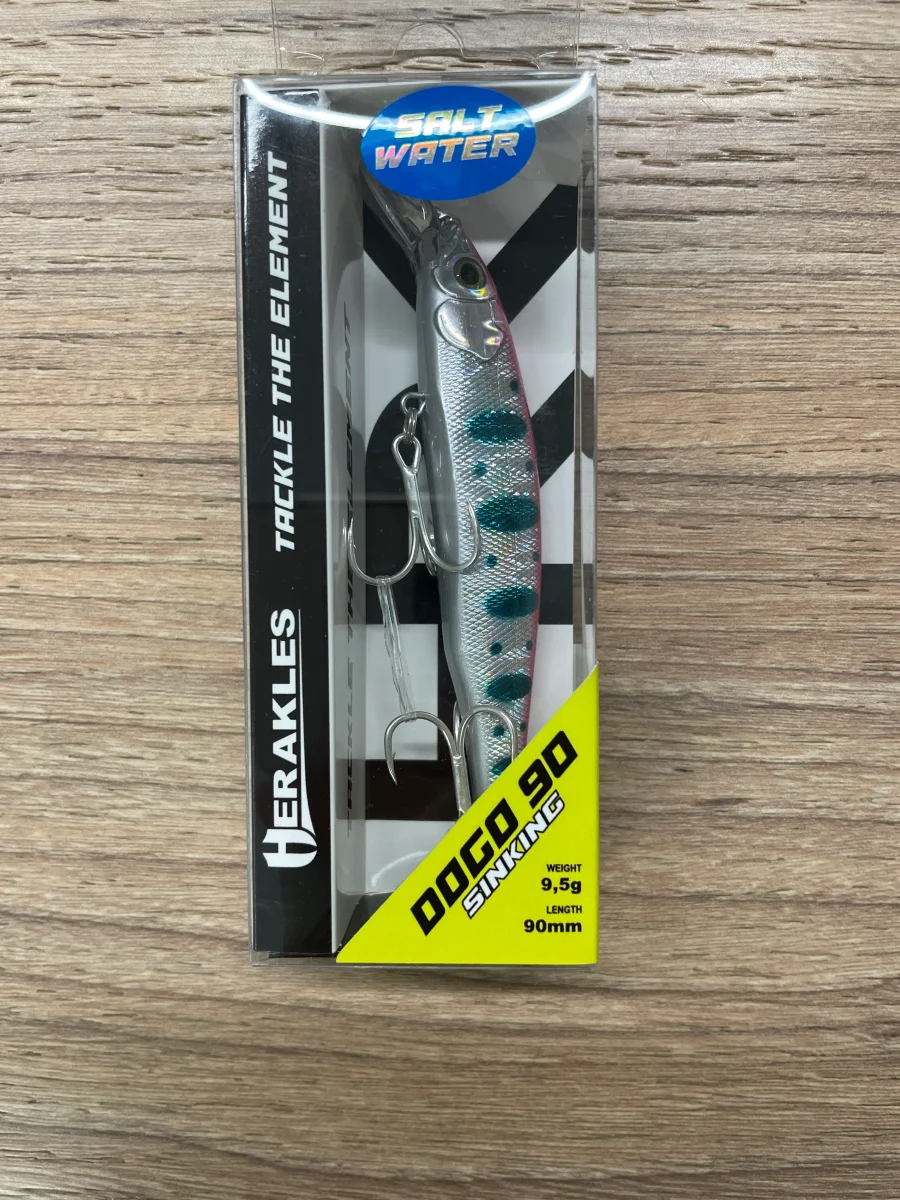 SALT
WATER
HERAKLES TACKLE THE ELEMENT
DOGO 90
SINKING
WEIGHT
9,5g
LENGTH
90mm